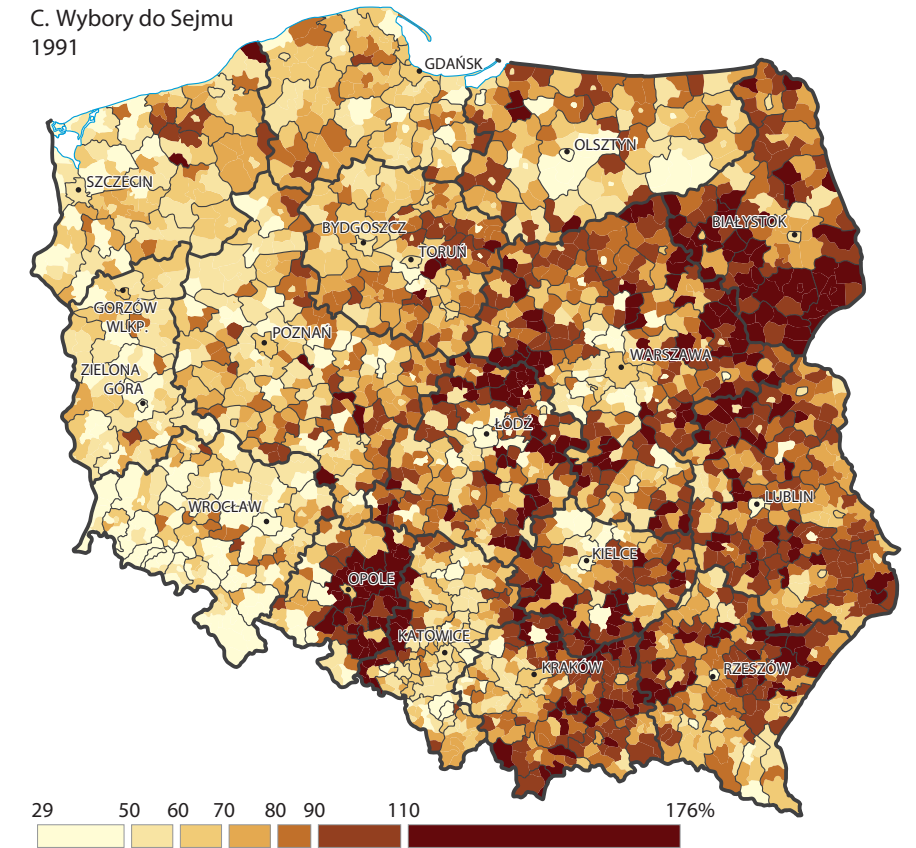 C. Wybory do Sejmu
1991
GDAŃSK
OLSZTYN
SZCZECIN
BIAŁYSTOK
BYDGOSZCZ
TORUŃ
GORZÓW
WLKP.
POZNAŃ
WARSZAWA
ZIELONA
GÓRA
ŁÓDŹ
WROCŁAW
LUBLIN
KIELCE
OPOLE
KATOWICE
KRAKÓW
RZESZÓW
29 50 60 70 80 90 110 176%